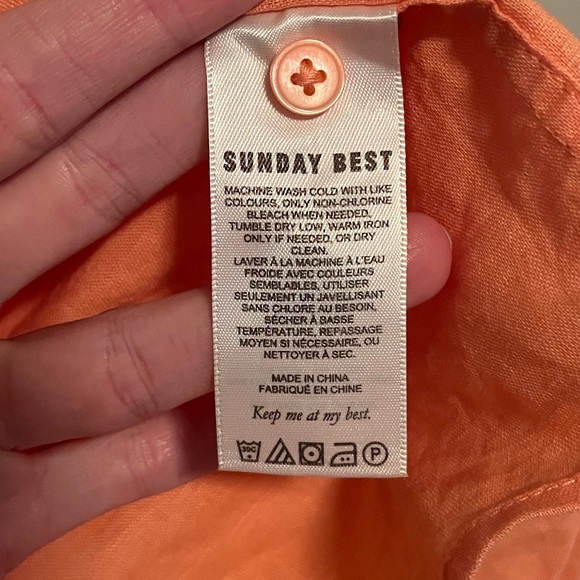 SUNDAY BEST
MACHINE WASH COLD WITH LIKE
COLOURS, ONLY NON-CHLORINE
BLEACH WHEN NEEDED,
TUMBLE DRY LOW, WARM IRON
ONLY IF NEEDED, OR DRY
CLEAN.
LAVER À LA MACHINE À L'EAU
FROIDE AVEC COULEURS
SEMBLABLES, UTILISER
SEULEMENT UN JAVELLISANT
SANS CHLORE AU BESOIN,
SÉCHER À BASSE
TEMPÉRATURE, REPASSAGE
MOYEN SI NÉCESSAIRE, OU
NETTOYER À SEC.
MADE IN CHINA
FABRIQUÉ EN CHINE
Keep me at my best.
30C P